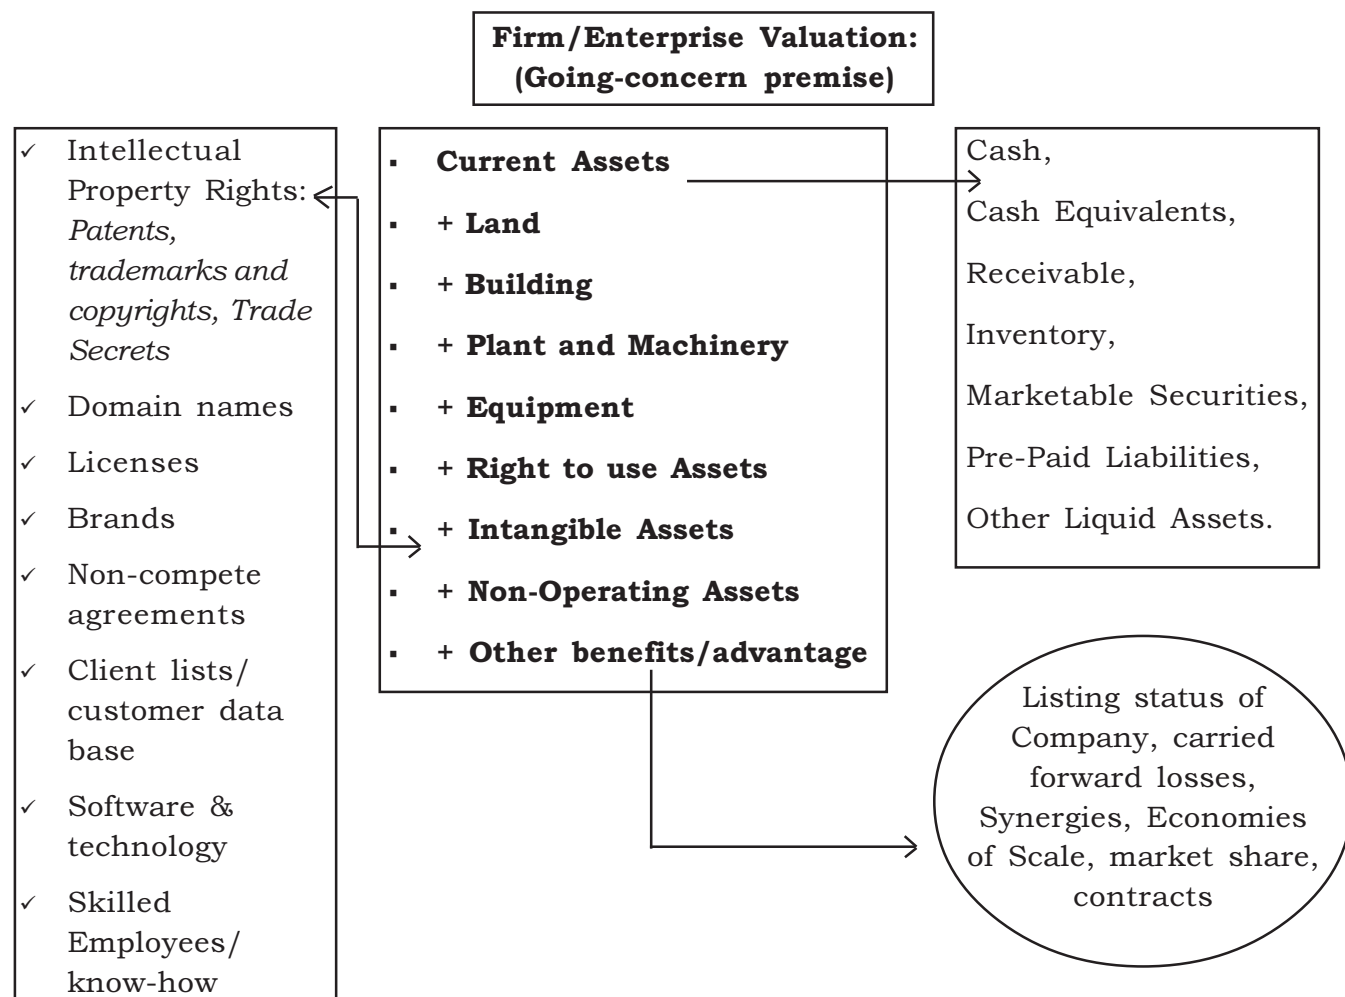 Firm/Enterprise Valuation:
(Going-concern premise)
✓ Intellectual
Property Rights:
Patents,
trademarks and
copyrights, Trade
Secrets
✓ Domain names
✓ Licenses
✓ Brands
✓ Non-compete
agreements
✓ Client lists/
customer data
base
✓ Software &
technology
✓ Skilled
Employees/
know-how
▪ Current Assets
▪ + Land
▪ + Building
▪ + Plant and Machinery
▪ + Equipment
▪ + Right to use Assets
▪ + Intangible Assets
▪ + Non-Operating Assets
▪ + Other benefits/advantage
Cash,
Cash Equivalents,
Receivable,
Inventory,
Marketable Securities,
Pre-Paid Liabilities,
Other Liquid Assets.
Listing status of
Company, carried
forward losses,
Synergies, Economies
of Scale, market share,
contracts